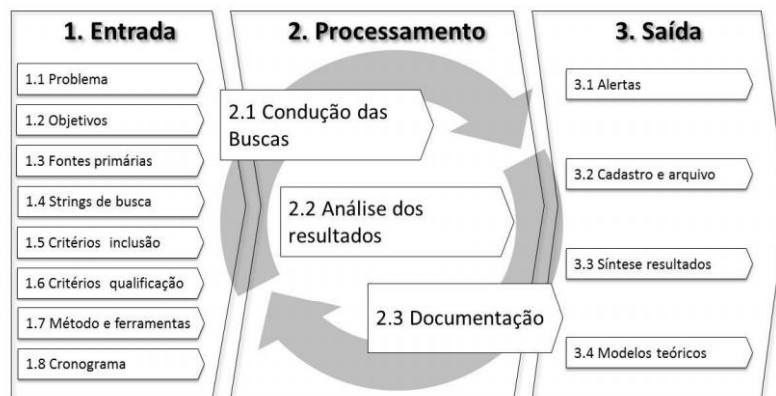 1. Entrada
1.1 Problema
1.2 Objetivos
1.3 Fontes primárias
1.4 Strings de busca
1.5 Critérios inclusão
1.6 Critérios qualificação
1.7 Método e ferramentas
1.8 Cronograma
2. Processamento
2.1 Condução das
Buscas
2.2 Análise dos
resultados
2.3 Documentação
3. Saída
3.1 Alertas
3.2 Cadastro e arquivo
3.3 Síntese resultados
3.4 Modelos teóricos